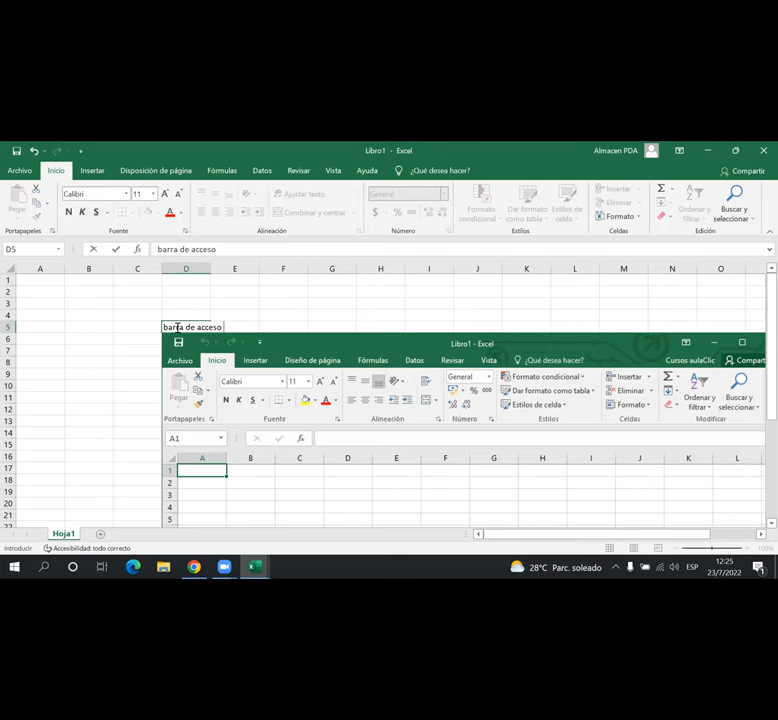 Libro1 - Excel
Almacen PDA
Archivo Inicio Insertar Disposición de página Fórmulas Datos Revisar Vista Ayuda ¿Qué desea hacer? Compartir
Pegar
Calibri 11
N K S
Ajustar texto
Combinar y centrar
General
$ % 000
Formato condicional
Dar formato como tabla
Estilos de celda
Insertar
Eliminar
Formato
Ordenar y filtrar
Buscar y seleccionar
Portapapeles Fuente Alineación Número Estilos Celdas Edición
D5 fx barra de acceso
A B C D E F G H I J K L M N O
1
2
3
4
5 barra de acceso
6
7
8
9
10
11
12
13
14
15
16
17
18
19
20
21
22
Libro1 - Excel
Archivo Inicio Insertar Diseño de página Fórmulas Datos Revisar Vista ¿Qué desea hacer? Cursos aulaClic Compart
Pegar
Calibri 11
N K S
General
% 000
Formato condicional
Dar formato como tabla
Estilos de celda
Insertar
Eliminar
Formato
Ordenar y filtrar
Buscar y seleccionar
Portapapeles Fuente Alineación Número Estilos Celdas Modificar
A1 fx
A B C D E F G H I J K L
1
2
3
4
5
Hoja1
Introducir Accesibilidad: todo correcto 100%
28°C Parc. soleado ESP 12:25
23/7/2022
1